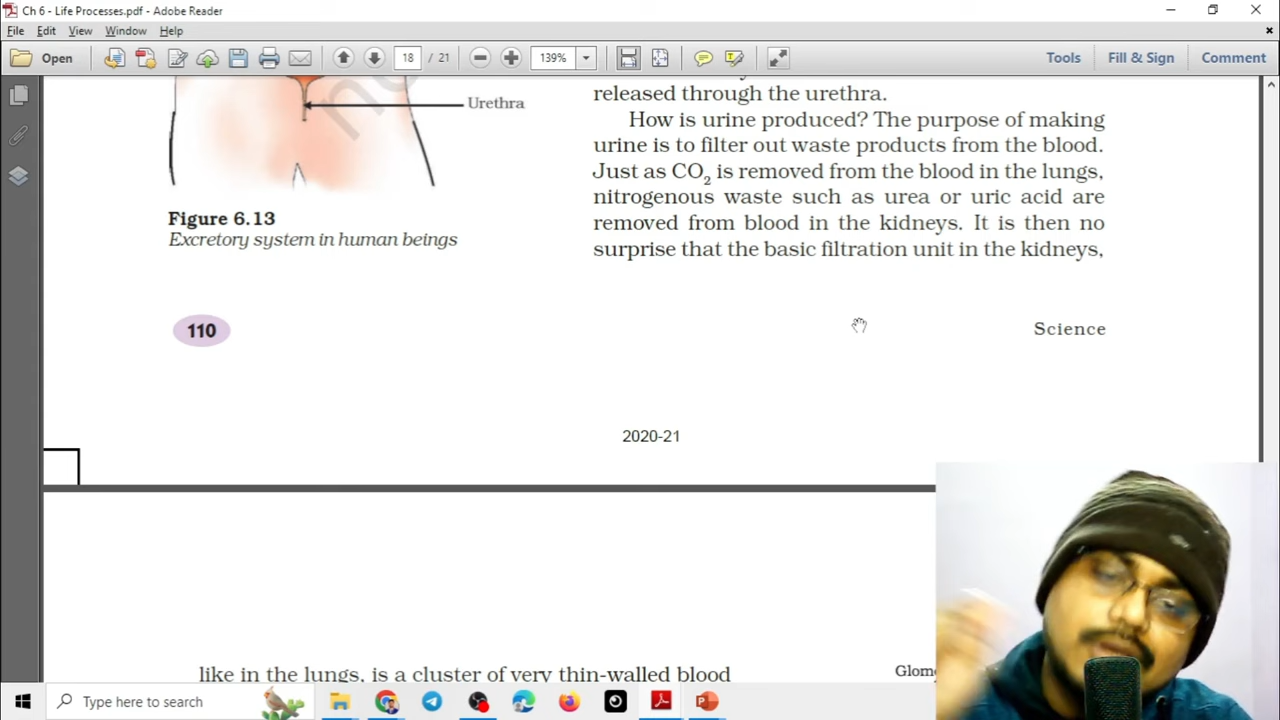 Ch 6 - Life Processes.pdf - Adobe Reader
File Edit View Window Help
Open 18 / 21 139% Tools Fill & Sign Comment
released through the urethra.
Urethra
How is urine produced? The purpose of making
urine is to filter out waste products from the blood.
Just as CO2 is removed from the blood in the lungs,
nitrogenous waste such as urea or uric acid are
removed from blood in the kidneys. It is then no
surprise that the basic filtration unit in the kidneys,
Figure 6.13
Excretory system in human beings
110
Science
2020-21
like in the lungs, is a cluster of very thin-walled blood
Type here to search